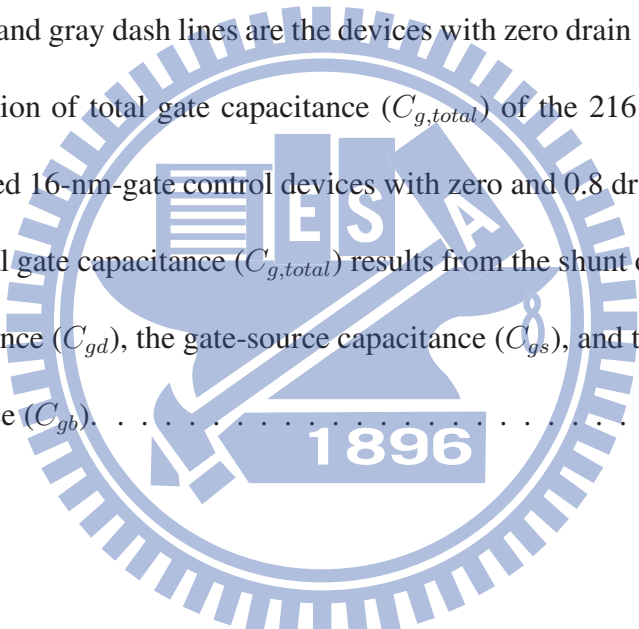 and gray dash lines are the devices with zero drain
ion of total gate capacitance (C_{g,total}) of the 216
ed 16-nm-gate control devices with zero and 0.8 dr
l gate capacitance (C_{g,total}) results from the shunt
nce (C_{gd}), the gate-source capacitance (C_{gs}), and t
e (C_{gb}). . . . . . . . . . . . . . . . . . . . . . . .
E S A
1896